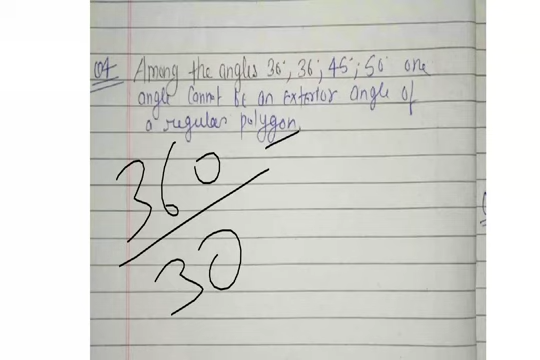 Q4 Among the angles 30°, 36°, 45°, 50° one
angle cannot be an exterior angle of
a regular polygon
360
30